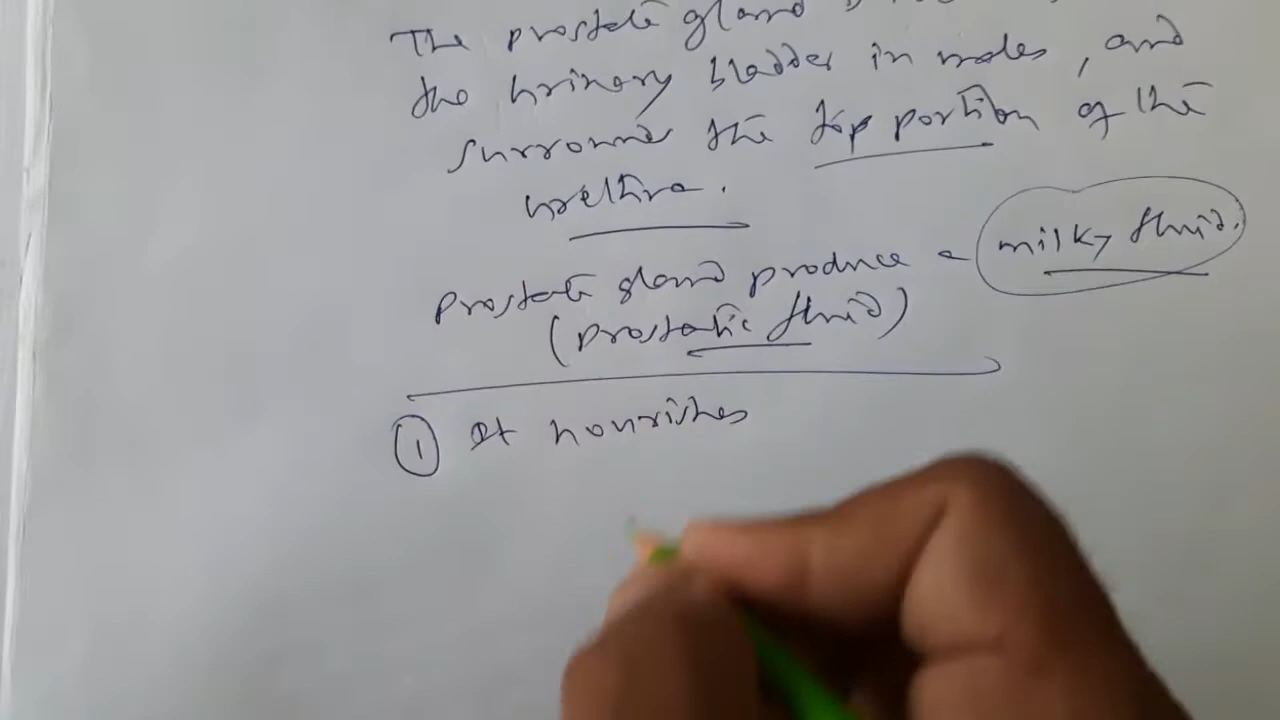 The prostate gland
the urinary bladder in males, and
surrounds the top portion of the
urethra.
prostate gland produce a milky fluid.
(prostatic fluid)
1 It nourishes